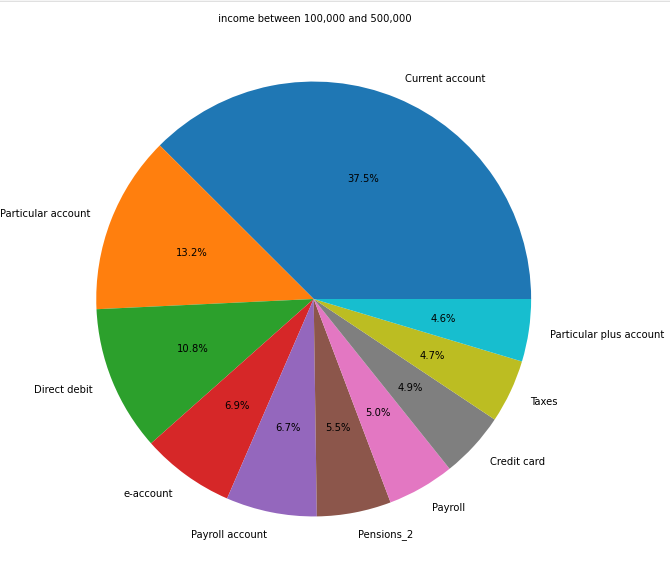 income between 100,000 and 500,000
Current account
37.5%
Particular account
13.2%
Direct debit
10.8%
e-account
6.9%
Payroll account
6.7%
Pensions_2
5.5%
Payroll
5.0%
Credit card
4.9%
Taxes
4.7%
Particular plus account
4.6%